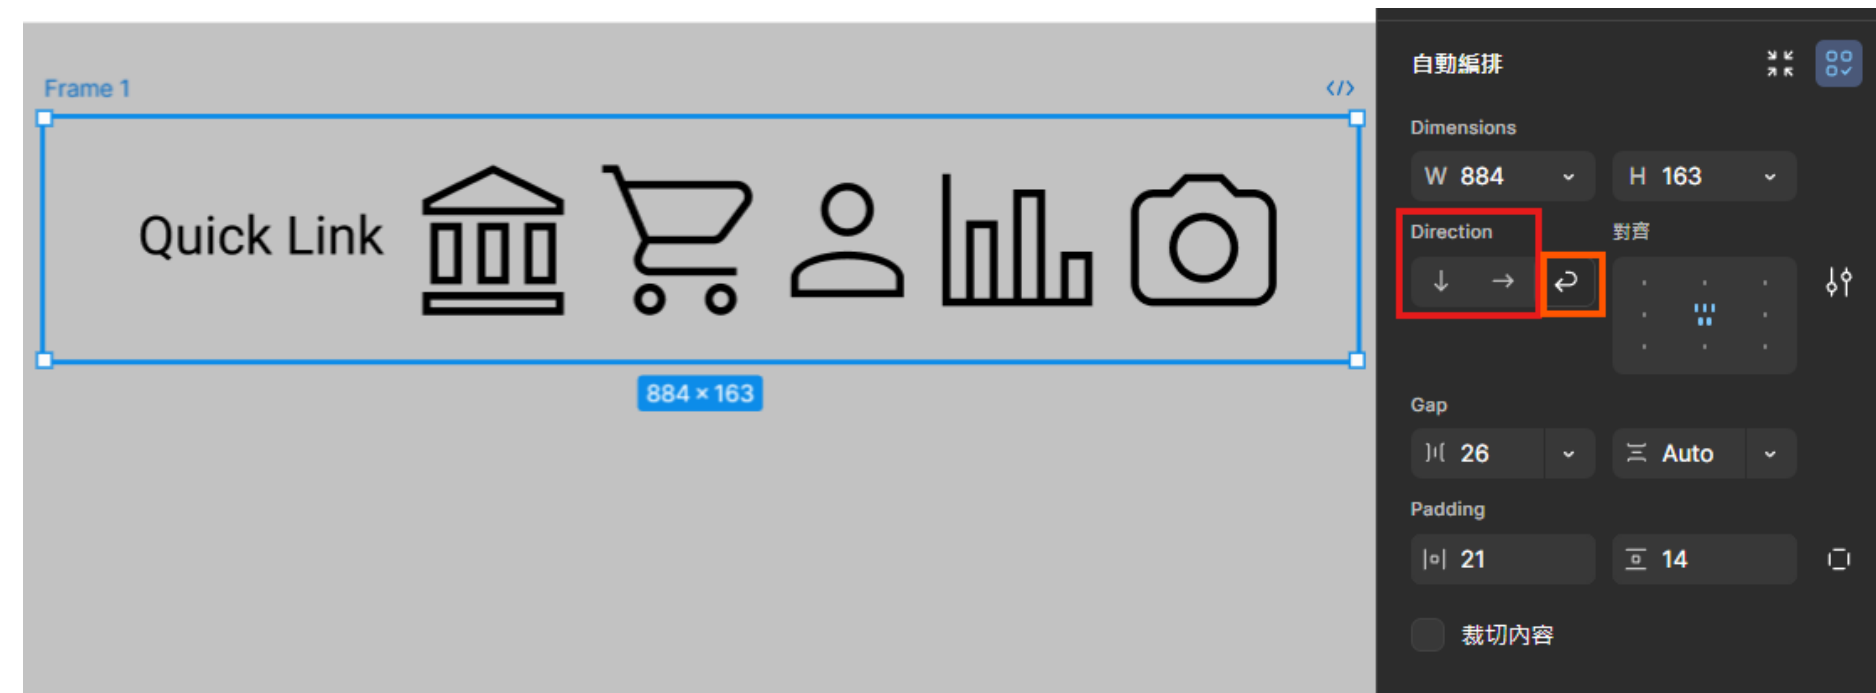 Frame 1
</>
Quick Link
884 × 163
自動編排
Dimensions
W 884
H 163
Direction
對齊
Gap
26
Auto
Padding
21
14
裁切內容